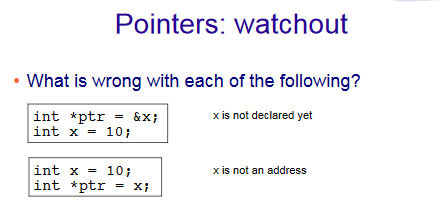 Pointers: watchout
• What is wrong with each of the following?
int *ptr = &x; x is not declared yet
int x = 10;
int x = 10; x is not an address
int *ptr = x;